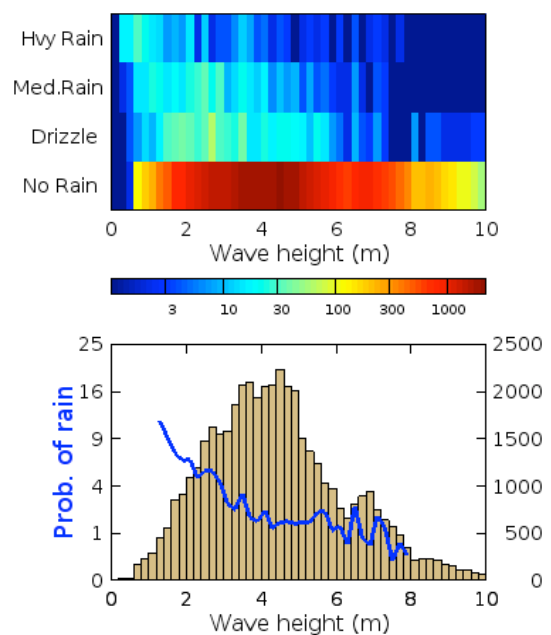 Hvy Rain
Med.Rain
Drizzle
No Rain
0 2 4 6 8 10
Wave height (m)
3 10 30 100 300 1000
Prob. of rain
25 2500
16 2000
9 1500
4 1000
1 500
0 0
0 2 4 6 8 10
Wave height (m)